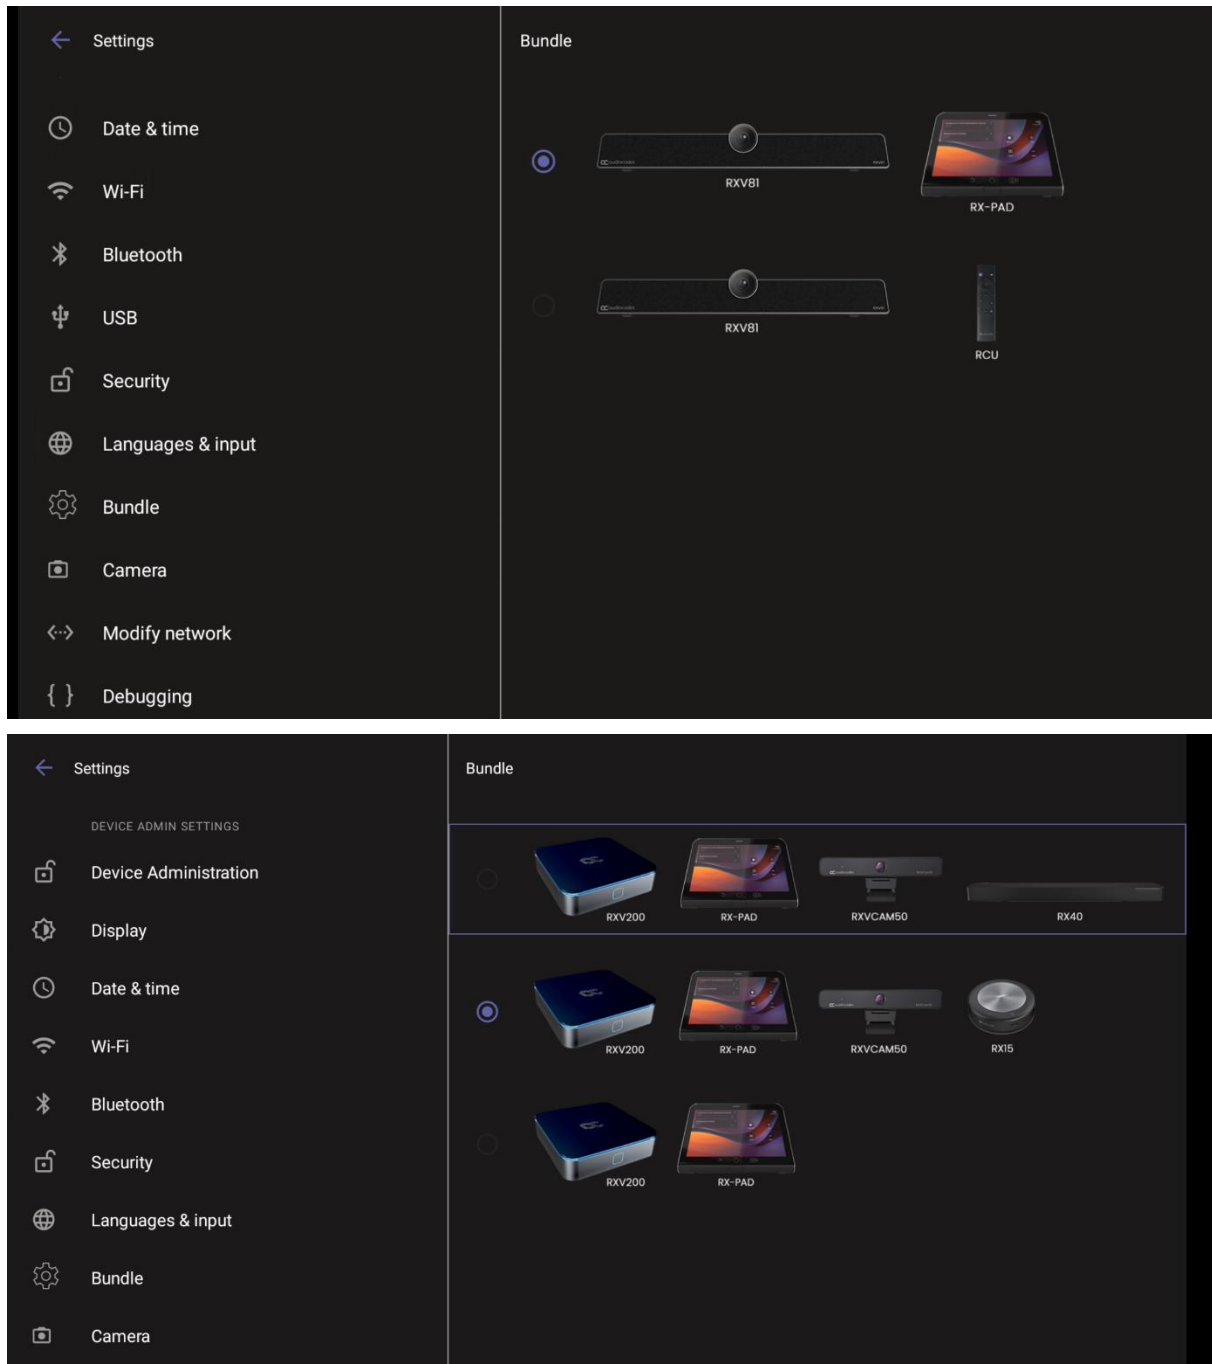 Settings
Bundle
Date & time
Wi-Fi
Bluetooth
USB
Security
Languages & input
Bundle
Camera
Modify network
Debugging
RXV81
RX-PAD
RXV81
RCU
Settings
Bundle
DEVICE ADMIN SETTINGS
Device Administration
Display
Date & time
Wi-Fi
Bluetooth
Security
Languages & input
Bundle
Camera
RXV200
RX-PAD
RXVCAM50
RX40
RXV200
RX-PAD
RXVCAM50
RX15
RXV200
RX-PAD